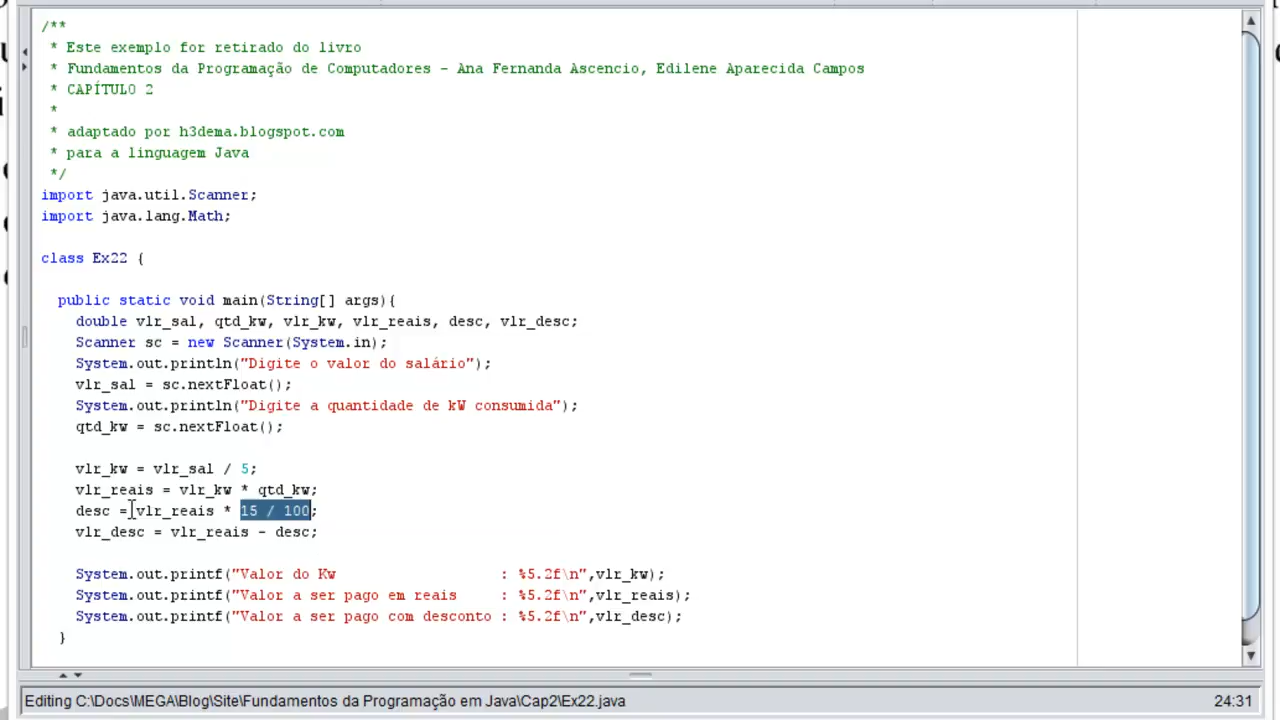 /**
* Este exemplo for retirado do livro
* Fundamentos da Programação de Computadores - Ana Fernanda Ascencio, Edilene Aparecida Campos
* CAPÍTULO 2
*
* adaptado por h3dema.blogspot.com
* para a linguagem Java
*/
import java.util.Scanner;
import java.lang.Math;
class Ex22 {
public static void main(String[] args){
double vlr_sal, qtd_kw, vlr_kw, vlr_reais, desc, vlr_desc;
Scanner sc = new Scanner(System.in);
System.out.println("Digite o valor do salário");
vlr_sal = sc.nextFloat();
System.out.println("Digite a quantidade de kW consumida");
qtd_kw = sc.nextFloat();
vlr_kw = vlr_sal / 5;
vlr_reais = vlr_kw * qtd_kw;
desc = vlr_reais * 15 / 100;
vlr_desc = vlr_reais - desc;
System.out.printf("Valor do Kw                   : %5.2f\n",vlr_kw);
System.out.printf("Valor a ser pago em reais     : %5.2f\n",vlr_reais);
System.out.printf("Valor a ser pago com desconto : %5.2f\n",vlr_desc);
}
Editing C:\Docs\MEGA\Blog\Site\Fundamentos da Programação em Java\Cap2\Ex22.java 24:31